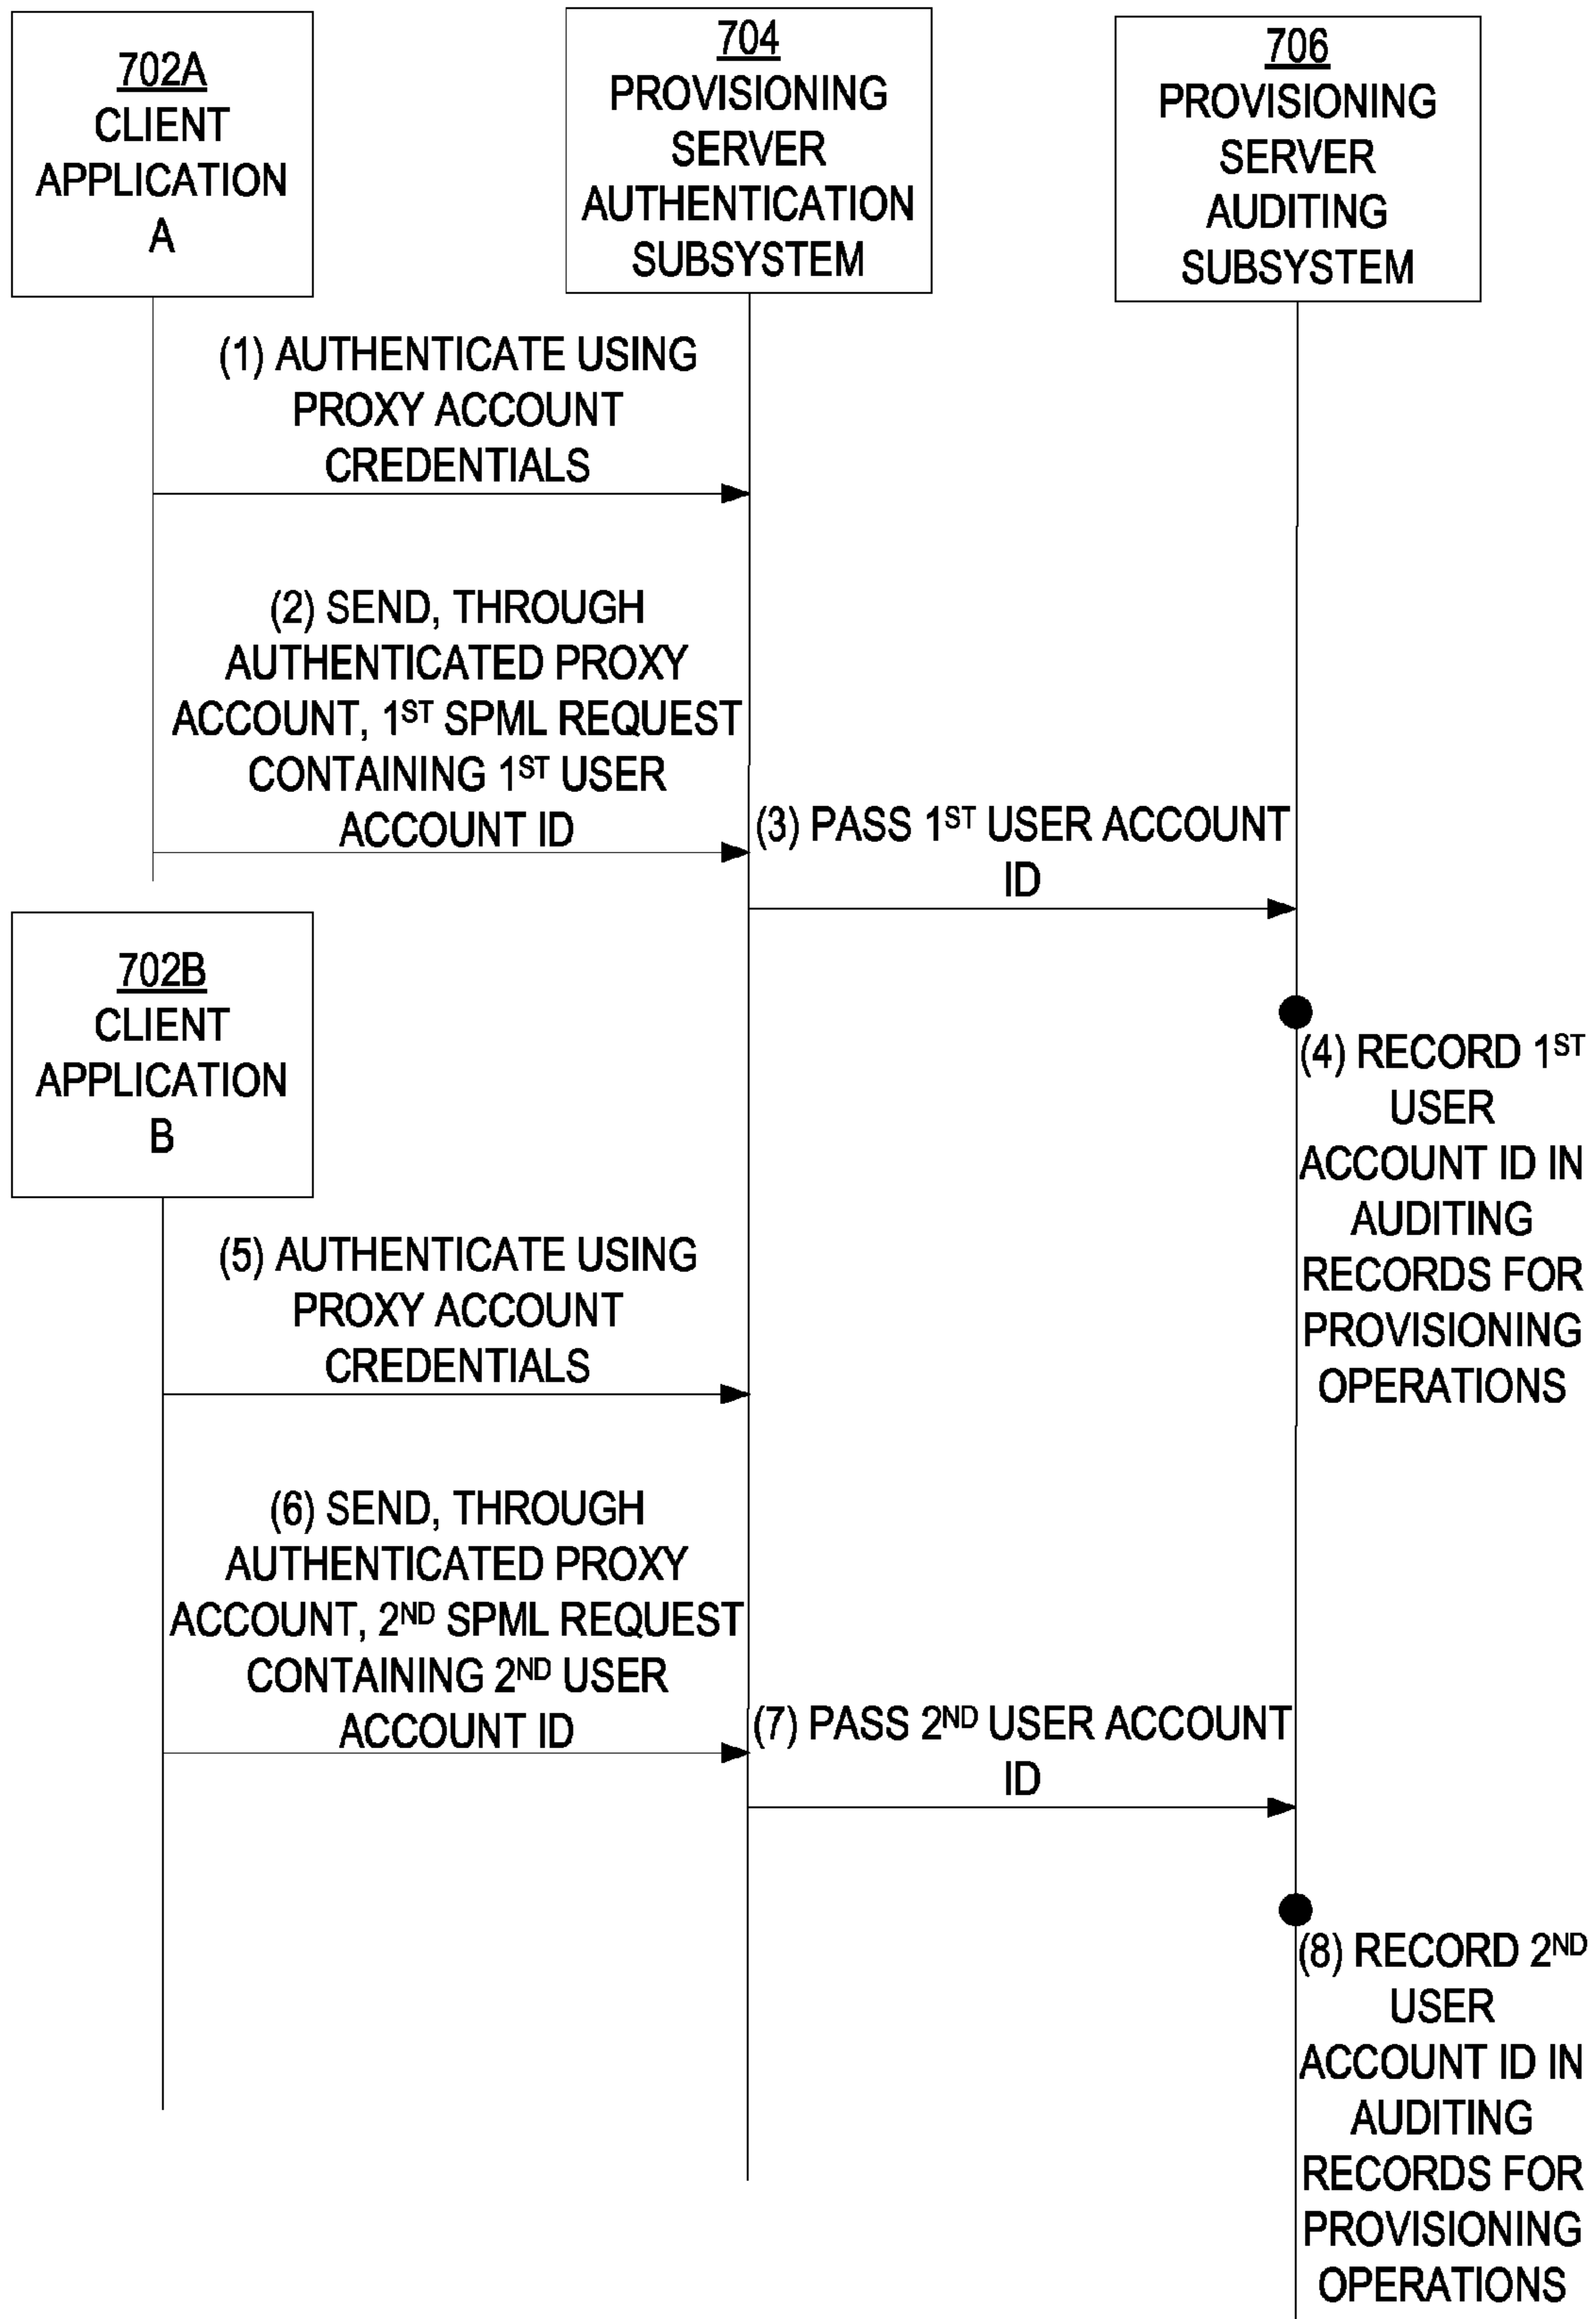 702A
CLIENT
APPLICATION
A
704
PROVISIONING
SERVER
AUTHENTICATION
SUBSYSTEM
706
PROVISIONING
SERVER
AUDITING
SUBSYSTEM
(1) AUTHENTICATE USING
PROXY ACCOUNT
CREDENTIALS
(2) SEND, THROUGH
AUTHENTICATED PROXY
ACCOUNT, 1ST SPML REQUEST
CONTAINING 1ST USER
ACCOUNT ID
(3) PASS 1ST USER ACCOUNT
ID
702B
CLIENT
APPLICATION
B
(4) RECORD 1ST
USER
ACCOUNT ID IN
AUDITING
RECORDS FOR
PROVISIONING
OPERATIONS
(5) AUTHENTICATE USING
PROXY ACCOUNT
CREDENTIALS
(6) SEND, THROUGH
AUTHENTICATED PROXY
ACCOUNT, 2ND SPML REQUEST
CONTAINING 2ND USER
ACCOUNT ID
(7) PASS 2ND USER ACCOUNT
ID
(8) RECORD 2ND
USER
ACCOUNT ID IN
AUDITING
RECORDS FOR
PROVISIONING
OPERATIONS